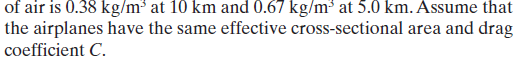 of air is 0.38 kg/m³ at 10 km and 0.67 kg/m³ at 5.0 km. Assume that
the airplanes have the same effective cross-sectional area and drag
coefficient C.